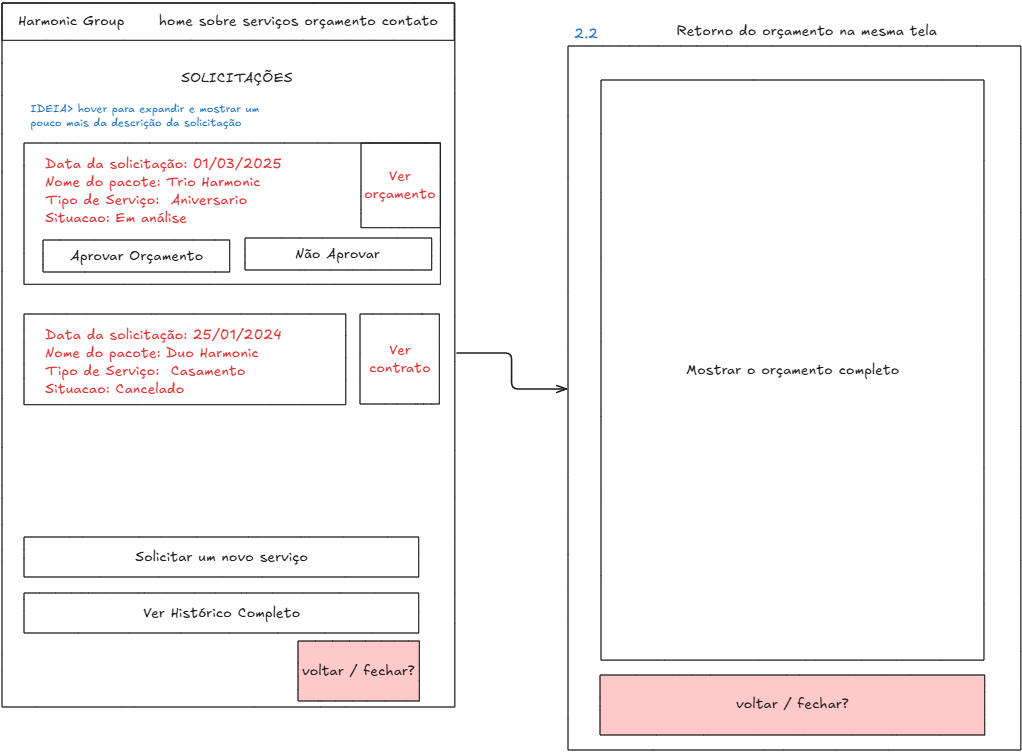 Harmonic Group home sobre serviços orçamento contato
SOLICITAÇÕES
IDEIA> hover para expandir e mostrar um
pouco mais da descrição da solicitação
Data da solicitação: 01/03/2025
Nome do pacote: Trio Harmonic
Tipo de Serviço: Aniversario
Situacao: Em análise
Ver
orçamento
Aprovar Orçamento
Não Aprovar
Data da solicitação: 25/01/2024
Nome do pacote: Duo Harmonic
Tipo de Serviço: Casamento
Situacao: Cancelado
Ver
contrato
Solicitar um novo serviço
Ver Histórico Completo
voltar / fechar?
2.2
Retorno do orçamento na mesma tela
Mostrar o orçamento completo
voltar / fechar?